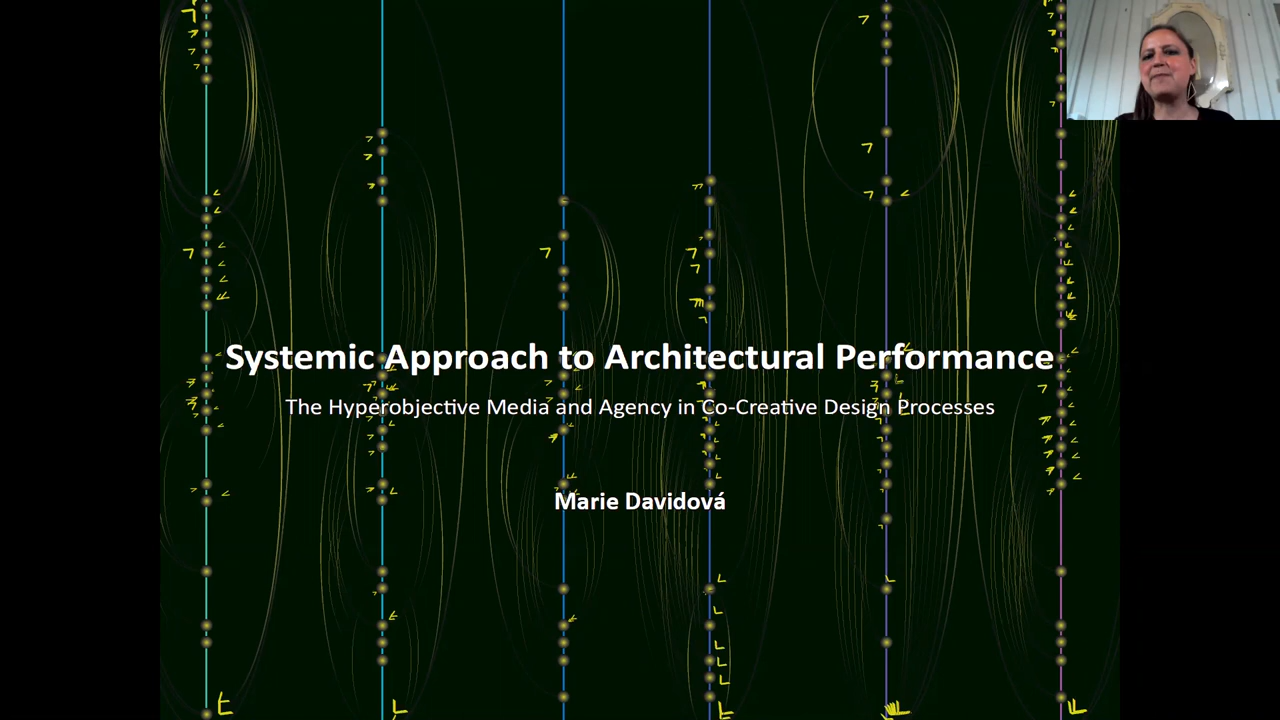 Systemic Approach to Architectural Performance
The Hyperobjective Media and Agency in Co-Creative Design Processes
Marie Davidová